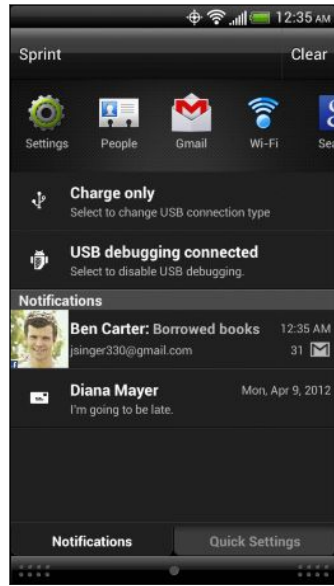 12:35 AM
Sprint Clear
Settings People Gmail Wi-Fi Sea
Charge only
Select to change USB connection type
USB debugging connected
Select to disable USB debugging.
Notifications
Ben Carter: Borrowed books 12:35 AM
jsinger330@gmail.com 31
Diana Mayer Mon, Apr 9, 2012
I'm going to be late.
Notifications Quick Settings